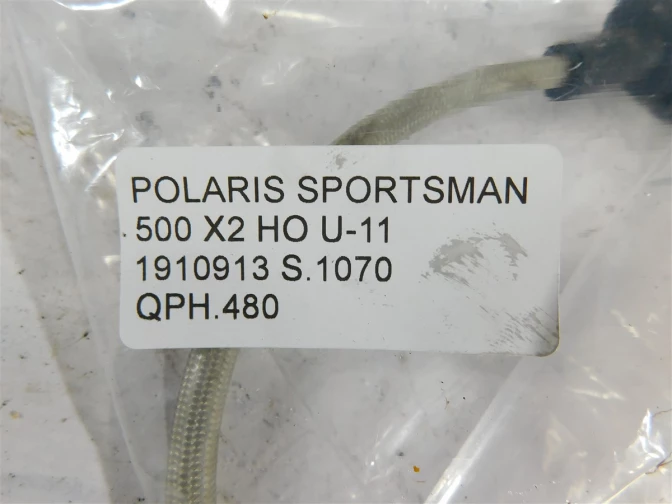 POLARIS SPORTSMAN
500 X2 HO U-11
1910913 S.1070
QPH.480